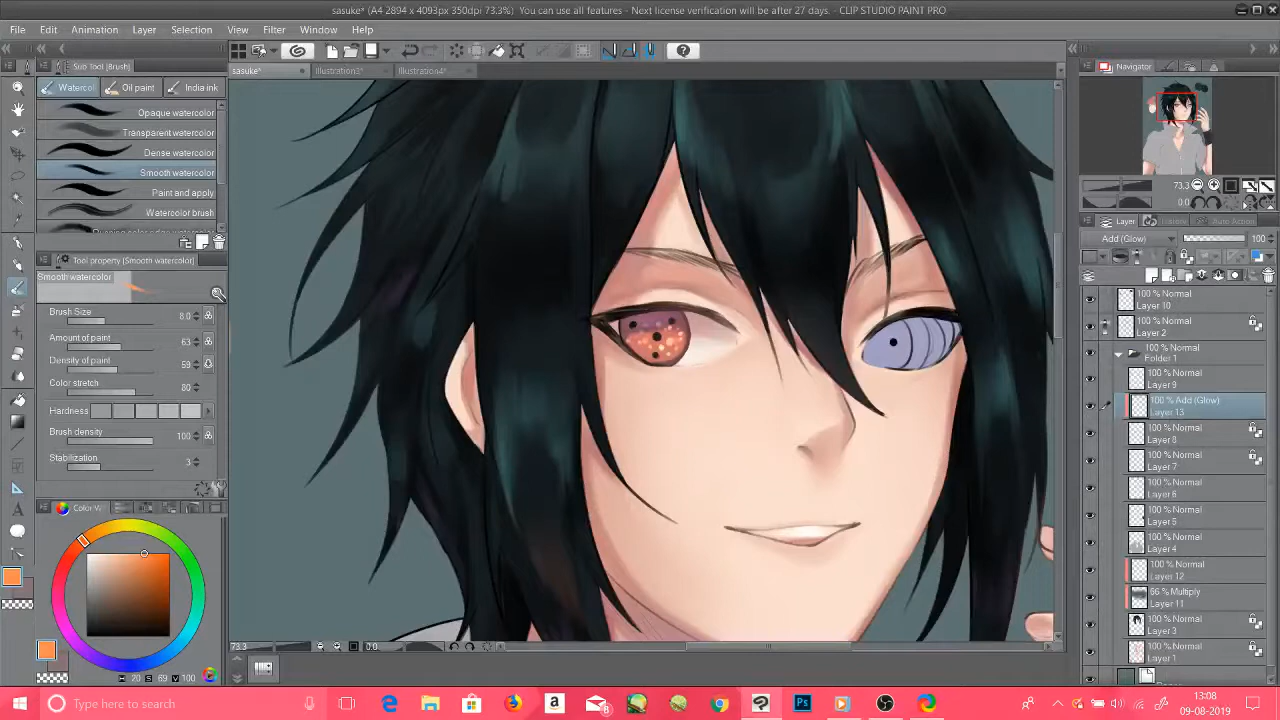 sasuke* (A4 2894 x 4093px 350dpi 73.3%) You can use all features - Next license verification will be after 27 days. - CLIP STUDIO PAINT PRO
File Edit Animation Layer Selection View Filter Window Help
Sub Tool [Brush]
Watercol Oil paint India ink
Opaque watercolor
Transparent watercolor
Dense watercolor
Smooth watercolor
Paint and apply
Watercolor brush
Tool property [Smooth watercolor]
Smooth watercolor
Brush Size 8.0
Amount of paint 63
Density of paint 59
Color stretch 80
Hardness
Brush density 100
Stabilization 3
Color W
20 S 69 V 100
sasuke* Illustration3* Illustration4*
73.3 0.0
Navigator
73.3
0.0
Layer Auto Action
Add (Glow) 100
100 % Normal
Layer 10
100 % Normal
Layer 2
100 % Normal
Folder 1
100 % Normal
Layer 9
100 % Add (Glow)
Layer 13
100 % Normal
Layer 8
100 % Normal
Layer 7
100 % Normal
Layer 6
100 % Normal
Layer 5
100 % Normal
Layer 4
100 % Normal
Layer 12
66 % Multiply
Layer 11
100 % Normal
Layer 3
100 % Normal
Layer 1
Type here to search
13:08
09-08-2019